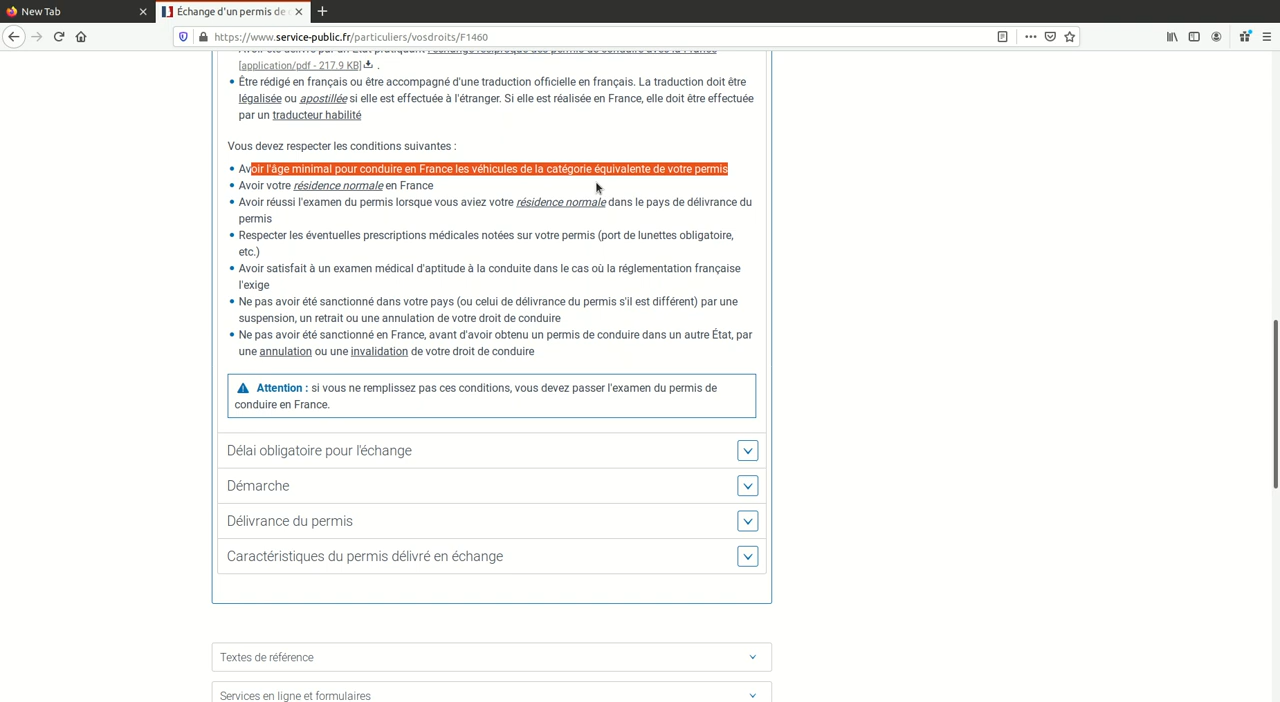 New Tab
Échange d'un permis de
https://www.service-public.fr/particuliers/vosdroits/F1460
[application/pdf - 217.9 KB] .
Être rédigé en français ou être accompagné d'une traduction officielle en français. La traduction doit être
légalisée ou apostillée si elle est effectuée à l'étranger. Si elle est réalisée en France, elle doit être effectuée
par un traducteur habilité
Vous devez respecter les conditions suivantes :
Avoir l'âge minimal pour conduire en France les véhicules de la catégorie équivalente de votre permis
Avoir votre résidence normale en France
Avoir réussi l'examen du permis lorsque vous aviez votre résidence normale dans le pays de délivrance du
permis
Respecter les éventuelles prescriptions médicales notées sur votre permis (port de lunettes obligatoire,
etc.)
Avoir satisfait à un examen médical d'aptitude à la conduite dans le cas où la réglementation française
l'exige
Ne pas avoir été sanctionné dans votre pays (ou celui de délivrance du permis s'il est différent) par une
suspension, un retrait ou une annulation de votre droit de conduire
Ne pas avoir été sanctionné en France, avant d'avoir obtenu un permis de conduire dans un autre État, par
une annulation ou une invalidation de votre droit de conduire
Attention : si vous ne remplissez pas ces conditions, vous devez passer l'examen du permis de
conduire en France.
Délai obligatoire pour l'échange
Démarche
Délivrance du permis
Caractéristiques du permis délivré en échange
Textes de référence
Services en ligne et formulaires